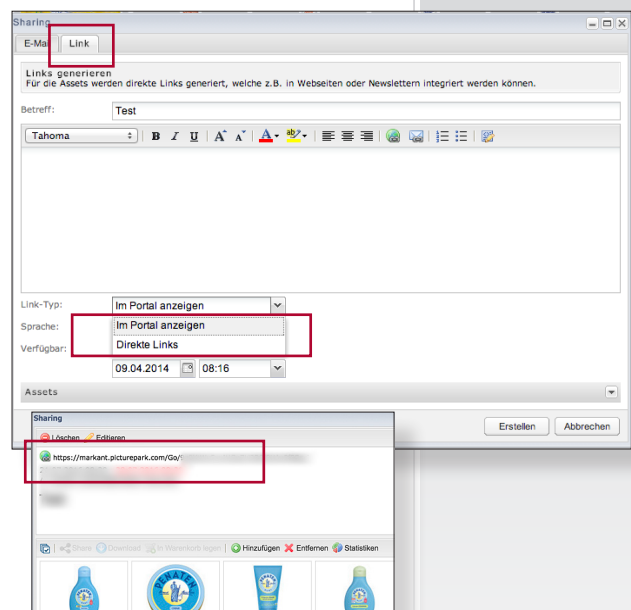 Sharing
E-Mail Link
Links generieren
Für die Assets werden direkte Links generiert, welche z.B. in Webseiten oder Newslettern integriert werden können.
Betreff: Test
Tahoma B I U A A A ab
Link-Typ: Im Portal anzeigen
Im Portal anzeigen
Sprache:
Direkte Links
Verfügbar:
09.04.2014 08:16
Assets
Erstellen Abbrechen
Sharing
Löschen Editieren
https://markant.picturepark.com/Go/
Share Download In Warenkorb legen Hinzufügen Entfernen Statistiken
PENATEN